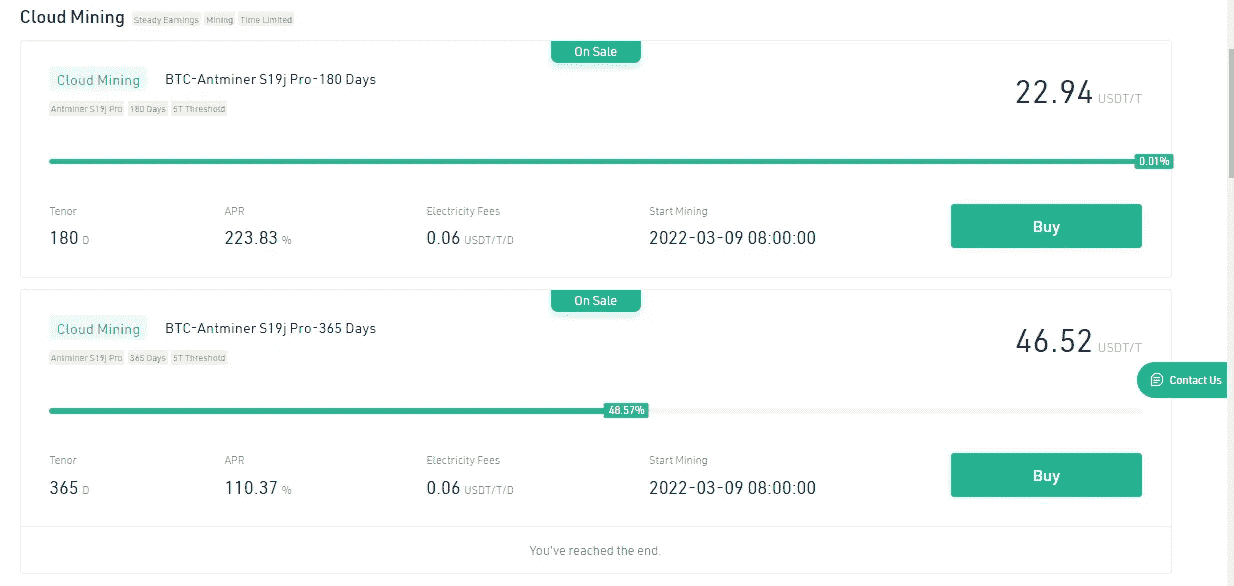 Cloud Mining Steady Earnings Mining Time Limited
On Sale
Cloud Mining BTC-Antminer S19j Pro-180 Days
22.94 USDT/T
Antminer S19j Pro 180 Days 5T Threshold
0.01%
Tenor APR Electricity Fees Start Mining
180 D 223.83 % 0.06 USDT/T/D 2022-03-09 08:00:00
Buy
On Sale
Cloud Mining BTC-Antminer S19j Pro-365 Days
46.52 USDT/T
Antminer S19j Pro 365 Days 5T Threshold
Contact Us
48.57%
Tenor APR Electricity Fees Start Mining
365 D 110.37 % 0.06 USDT/T/D 2022-03-09 08:00:00
Buy
You've reached the end.